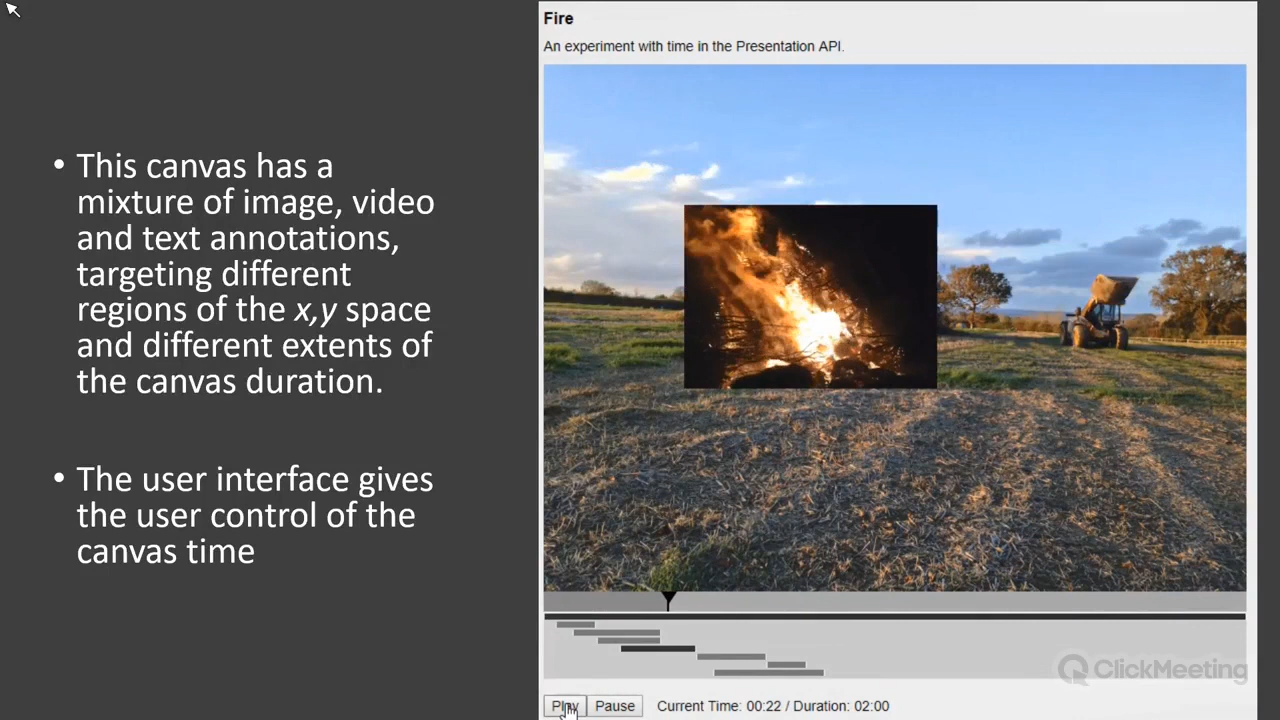 • This canvas has a
mixture of image, video
and text annotations,
targeting different
regions of the x,y space
and different extents of
the canvas duration.
• The user interface gives
the user control of the
canvas time
Fire
An experiment with time in the Presentation API.
Play Pause Current Time: 00:22 / Duration: 02:00
ClickMeeting